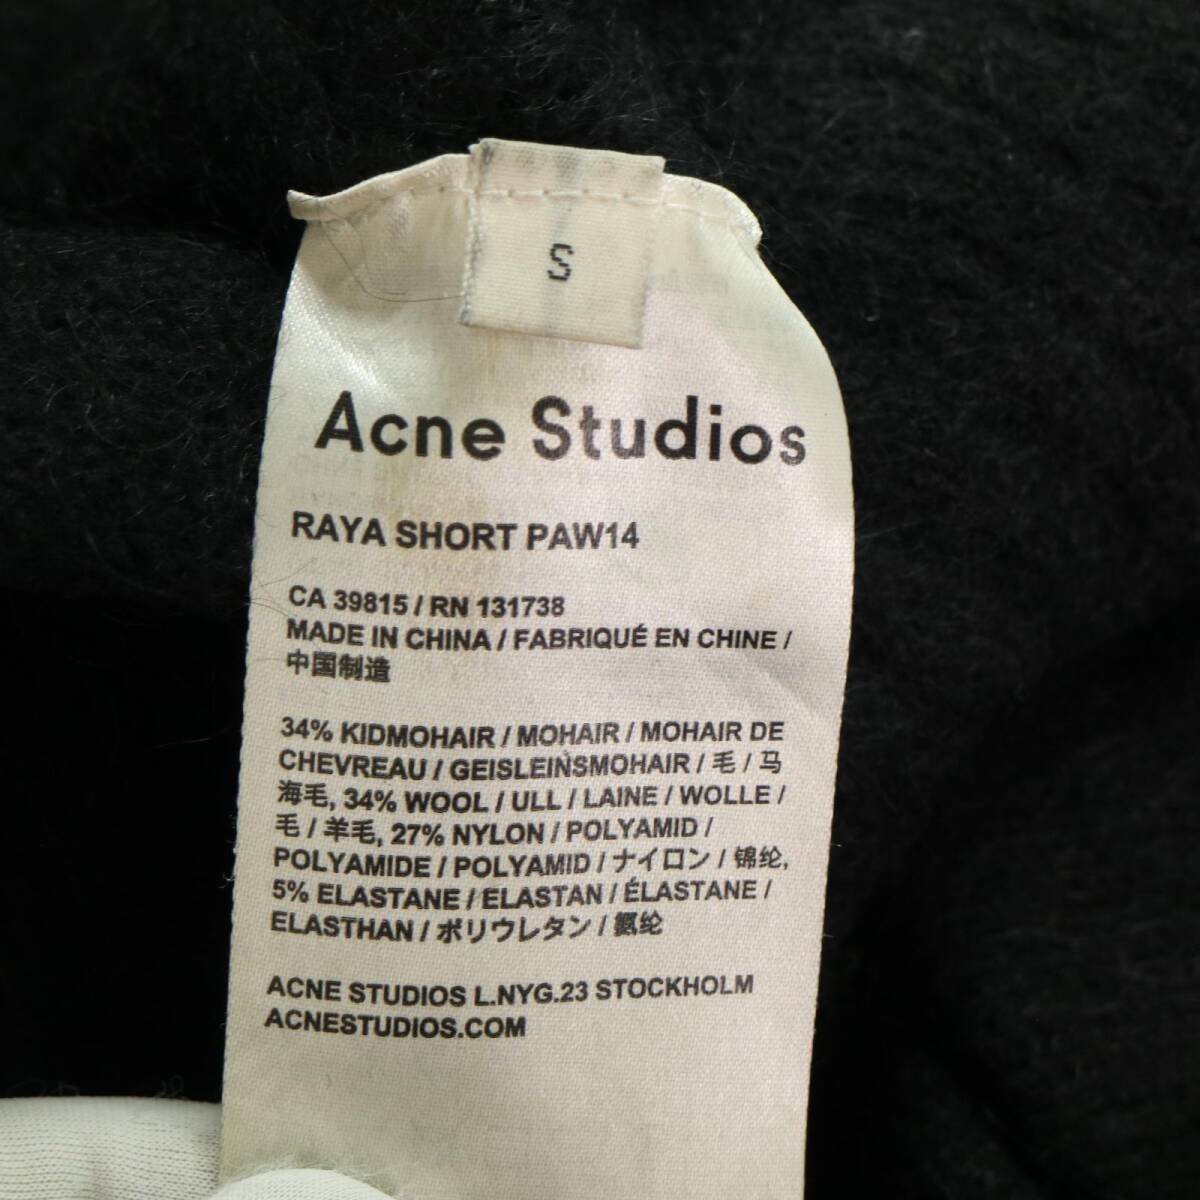 S
Acne Studios
RAYA SHORT PAW14
CA 39815 / RN 131738
MADE IN CHINA / FABRIQUÉ EN CHINE /
中国制造
34% KIDMOHAIR / MOHAIR / MOHAIR DE
CHEVREAU / GEISLEINSMOHAIR / 毛 / 马
海毛, 34% WOOL / ULL / LAINE / WOLLE /
毛 / 羊毛, 27% NYLON / POLYAMID /
POLYAMIDE / POLYAMID / ナイロン / 锦纶,
5% ELASTANE / ELASTAN / ÉLASTANE /
ELASTHAN / ポリウレタン / 氨纶
ACNE STUDIOS L.NYG.23 STOCKHOLM
ACNESTUDIOS.COM